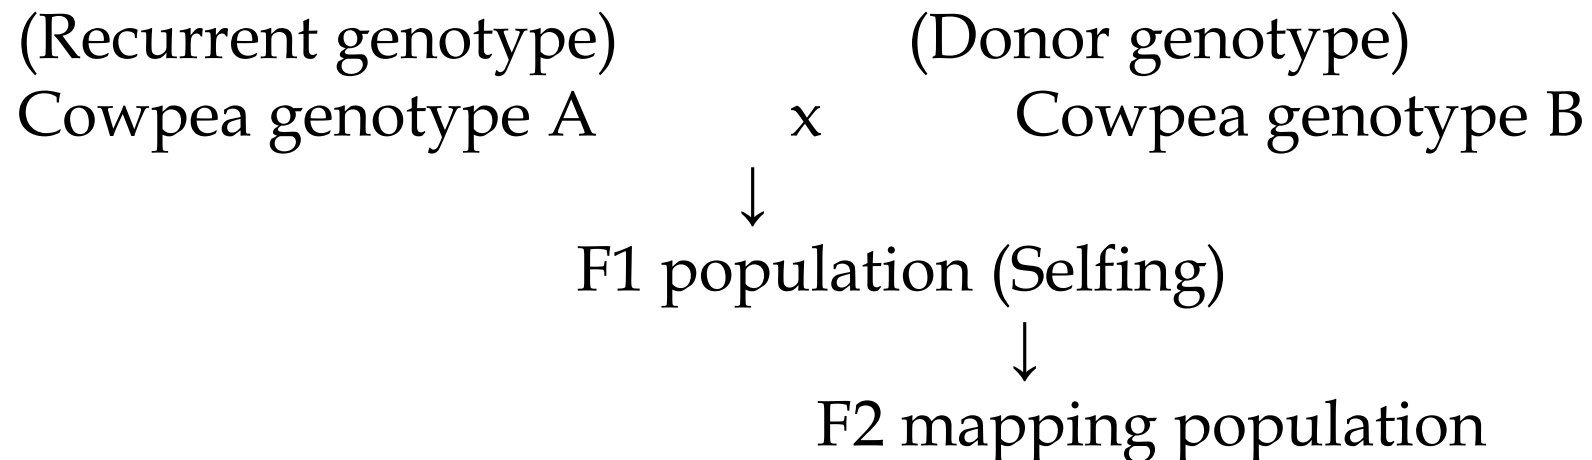 (Recurrent genotype) (Donor genotype)
Cowpea genotype A x Cowpea genotype B
↓
F1 population (Selfing)
↓
F2 mapping population